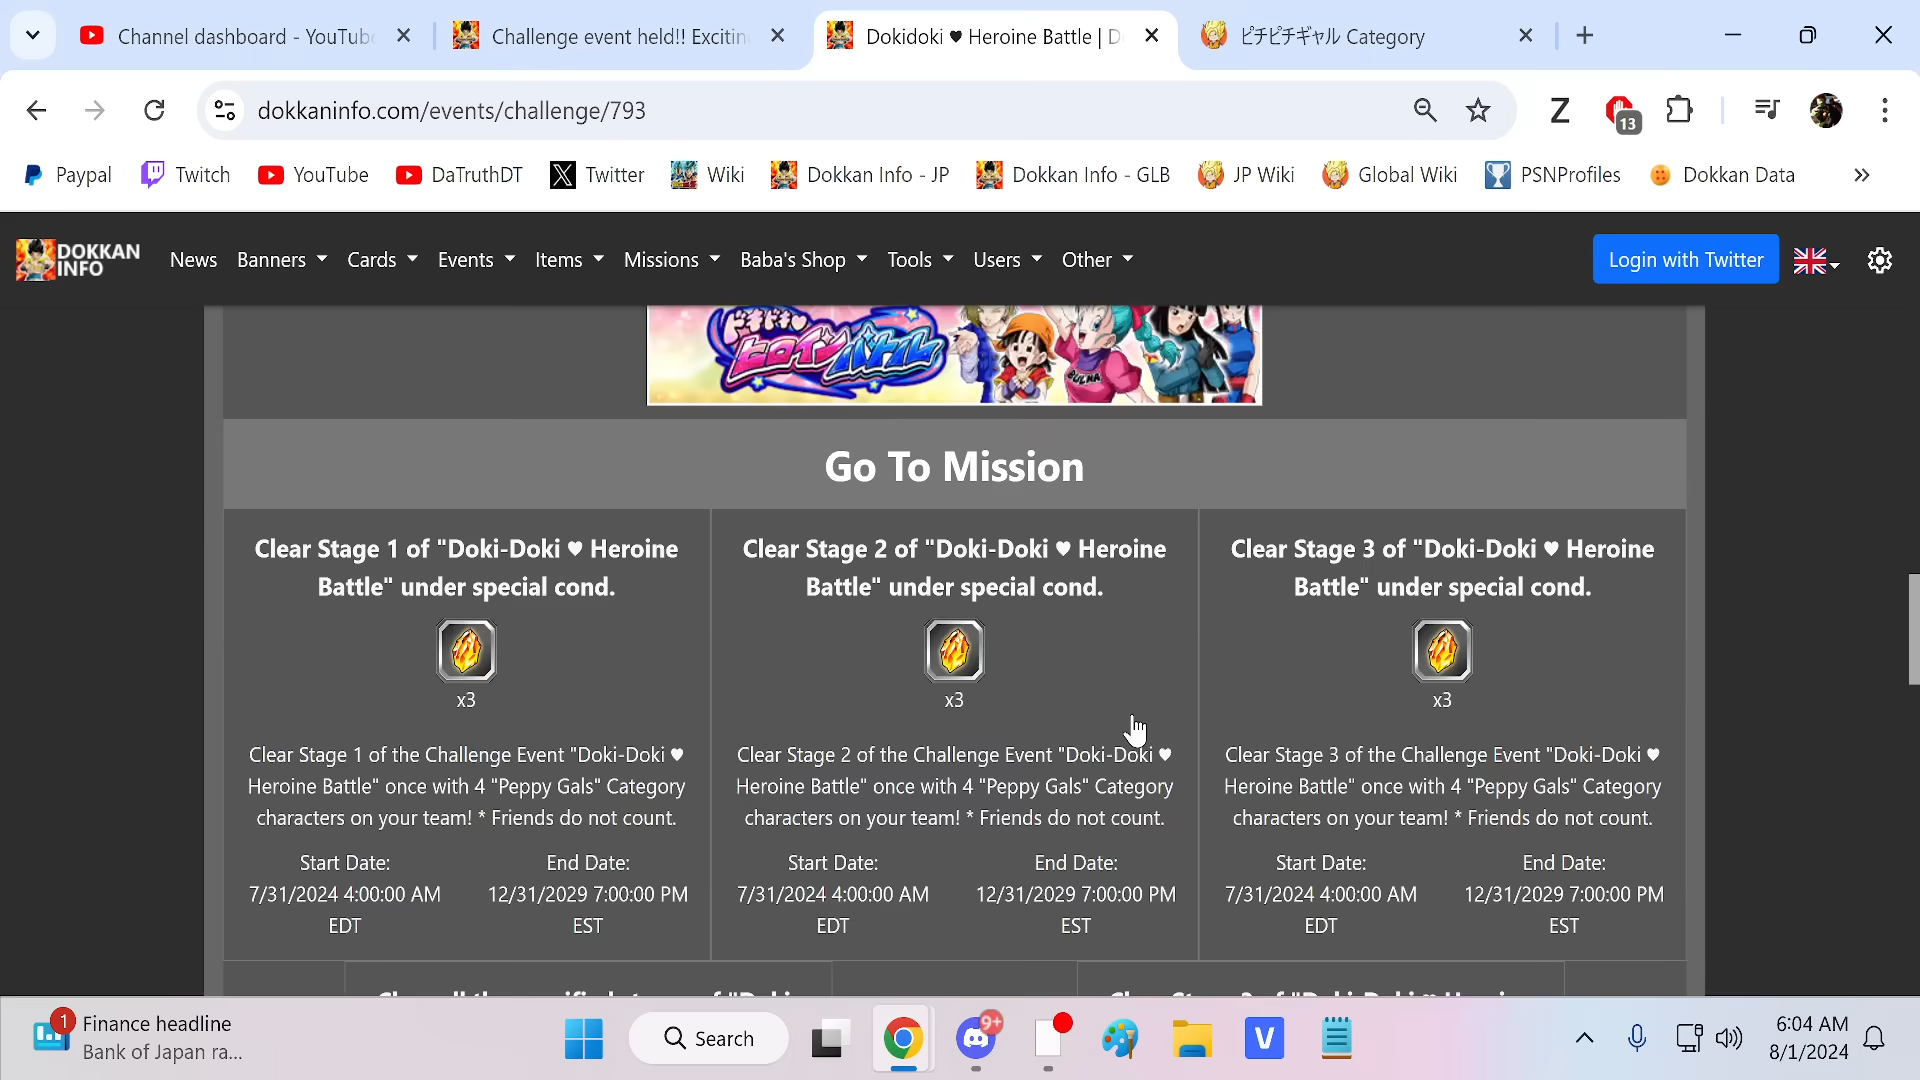 Channel dashboard - YouTub
Challenge event held!! Excitin
Dokidoki ♥ Heroine Battle | D
ピチピチギャル Category
dokkaninfo.com/events/challenge/793
Z
13
Paypal
Twitch
YouTube
DaTruthDT
Twitter
Wiki
Dokkan Info - JP
Dokkan Info - GLB
JP Wiki
Global Wiki
PSNProfiles
Dokkan Data
DOKKAN
INFO
News
Banners
Cards
Events
Items
Missions
Baba's Shop
Tools
Users
Other
Login with Twitter
ドキドキ♥
ヒロインバトル
BULMA
Go To Mission
Clear Stage 1 of "Doki-Doki ♥ Heroine
Battle" under special cond.
x3
Clear Stage 1 of the Challenge Event "Doki-Doki ♥
Heroine Battle" once with 4 "Peppy Gals" Category
characters on your team! * Friends do not count.
Start Date:
7/31/2024 4:00:00 AM
EDT
End Date:
12/31/2029 7:00:00 PM
EST
Clear Stage 2 of "Doki-Doki ♥ Heroine
Battle" under special cond.
x3
Clear Stage 2 of the Challenge Event "Doki-Doki ♥
Heroine Battle" once with 4 "Peppy Gals" Category
characters on your team! * Friends do not count.
Start Date:
7/31/2024 4:00:00 AM
EDT
End Date:
12/31/2029 7:00:00 PM
EST
Clear Stage 3 of "Doki-Doki ♥ Heroine
Battle" under special cond.
x3
Clear Stage 3 of the Challenge Event "Doki-Doki ♥
Heroine Battle" once with 4 "Peppy Gals" Category
characters on your team! * Friends do not count.
Start Date:
7/31/2024 4:00:00 AM
EDT
End Date:
12/31/2029 7:00:00 PM
EST
1
Finance headline
Bank of Japan ra...
Search
9+
V
6:04 AM
8/1/2024